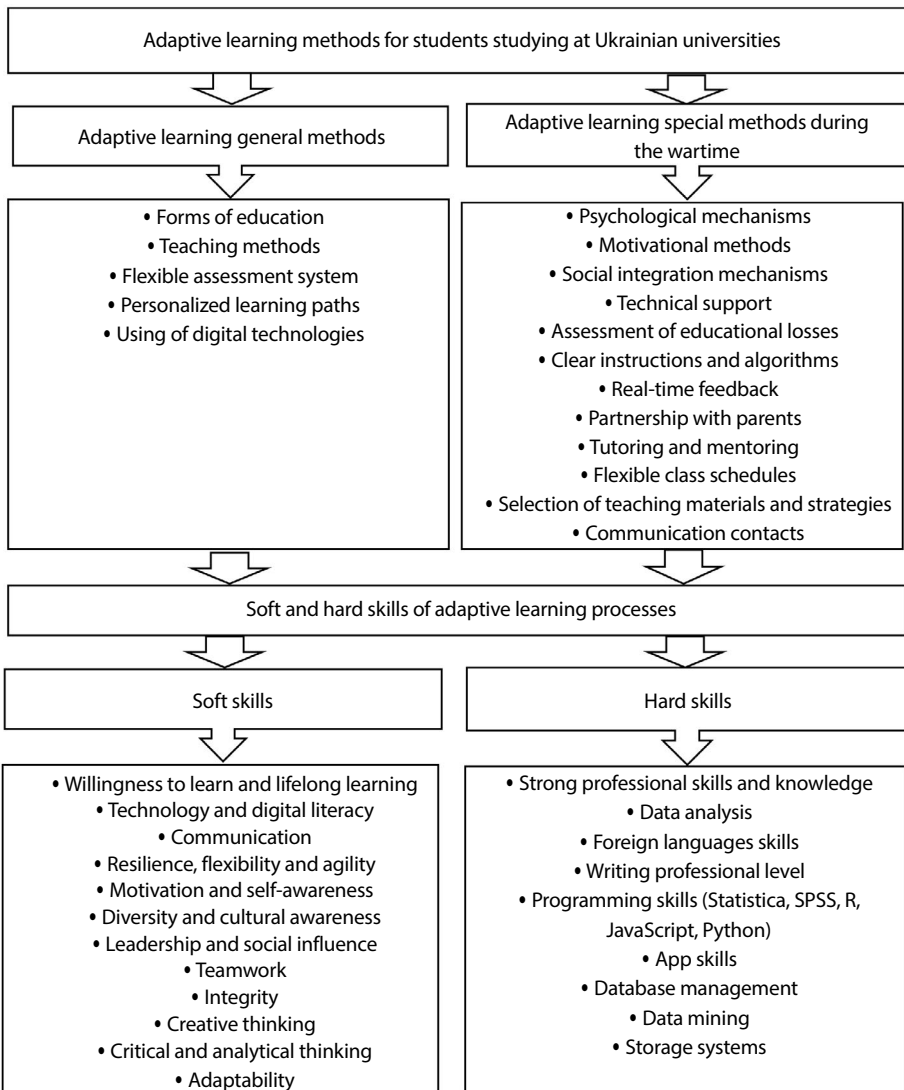 Adaptive learning methods for students studying at Ukrainian universities
Adaptive learning general methods
Adaptive learning special methods during
the wartime
• Forms of education
• Teaching methods
• Flexible assessment system
• Personalized learning paths
• Using of digital technologies
• Psychological mechanisms
• Motivational methods
• Social integration mechanisms
• Technical support
• Assessment of educational losses
• Clear instructions and algorithms
• Real-time feedback
• Partnership with parents
• Tutoring and mentoring
• Flexible class schedules
• Selection of teaching materials and strategies
• Communication contacts
Soft and hard skills of adaptive learning processes
Soft skills
Hard skills
• Willingness to learn and lifelong learning
• Technology and digital literacy
• Communication
• Resilience, flexibility and agility
• Motivation and self-awareness
• Diversity and cultural awareness
• Leadership and social influence
• Teamwork
• Integrity
• Creative thinking
• Critical and analytical thinking
• Adaptability
• Strong professional skills and knowledge
• Data analysis
• Foreign languages skills
• Writing professional level
• Programming skills (Statistica, SPSS, R,
JavaScript, Python)
• App skills
• Database management
• Data mining
• Storage systems